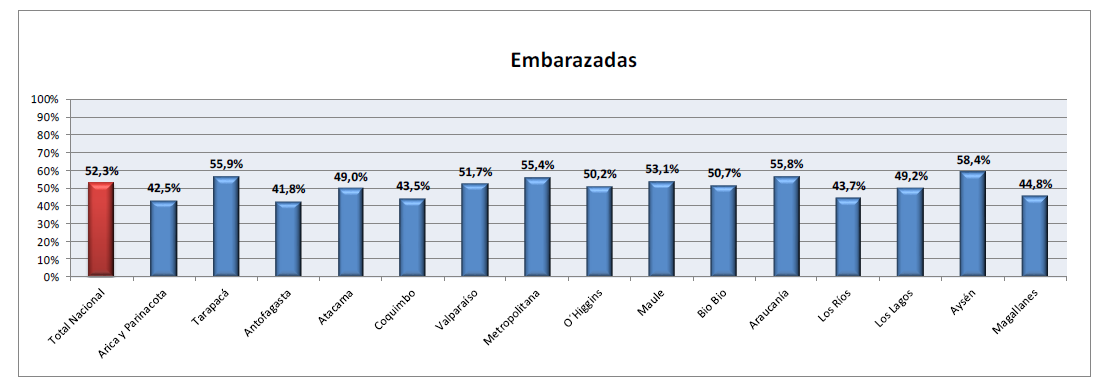 Embarazadas
100%
90%
80%
70%
60%
50%
40%
30%
20%
10%
0%
52,3%
42,5%
55,9%
41,8%
49,0%
43,5%
51,7%
55,4%
50,2%
53,1%
50,7%
55,8%
43,7%
49,2%
58,4%
44,8%
Total Nacional
Arica y Parinacota
Tarapacá
Antofagasta
Atacama
Coquimbo
Valparaíso
Metropolitana
O´Higgins
Maule
Bio Bio
Araucanía
Los Ríos
Los Lagos
Aysén
Magallanes